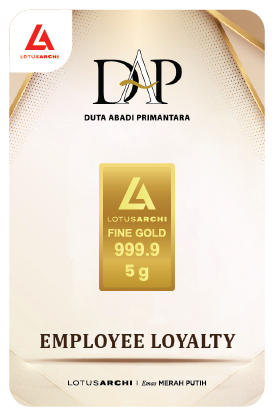 LOTUSARCHI
DAP
DUTA ABADI PRIMANTARA
LOTUSARCHI
FINE GOLD
999.9
5 g
EMPLOYEE LOYALTY
LOTUSARCHI | Emas MERAH PUTIH